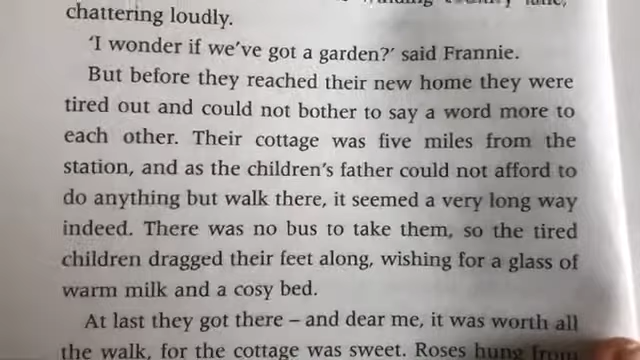 chattering loudly.
‘I wonder if we’ve got a garden?’ said Frannie.
But before they reached their new home they were
tired out and could not bother to say a word more to
each other. Their cottage was five miles from the
station, and as the children’s father could not afford to
do anything but walk there, it seemed a very long way
indeed. There was no bus to take them, so the tired
children dragged their feet along, wishing for a glass of
warm milk and a cosy bed.
At last they got there – and dear me, it was worth all
the walk, for the cottage was sweet. Roses hung from